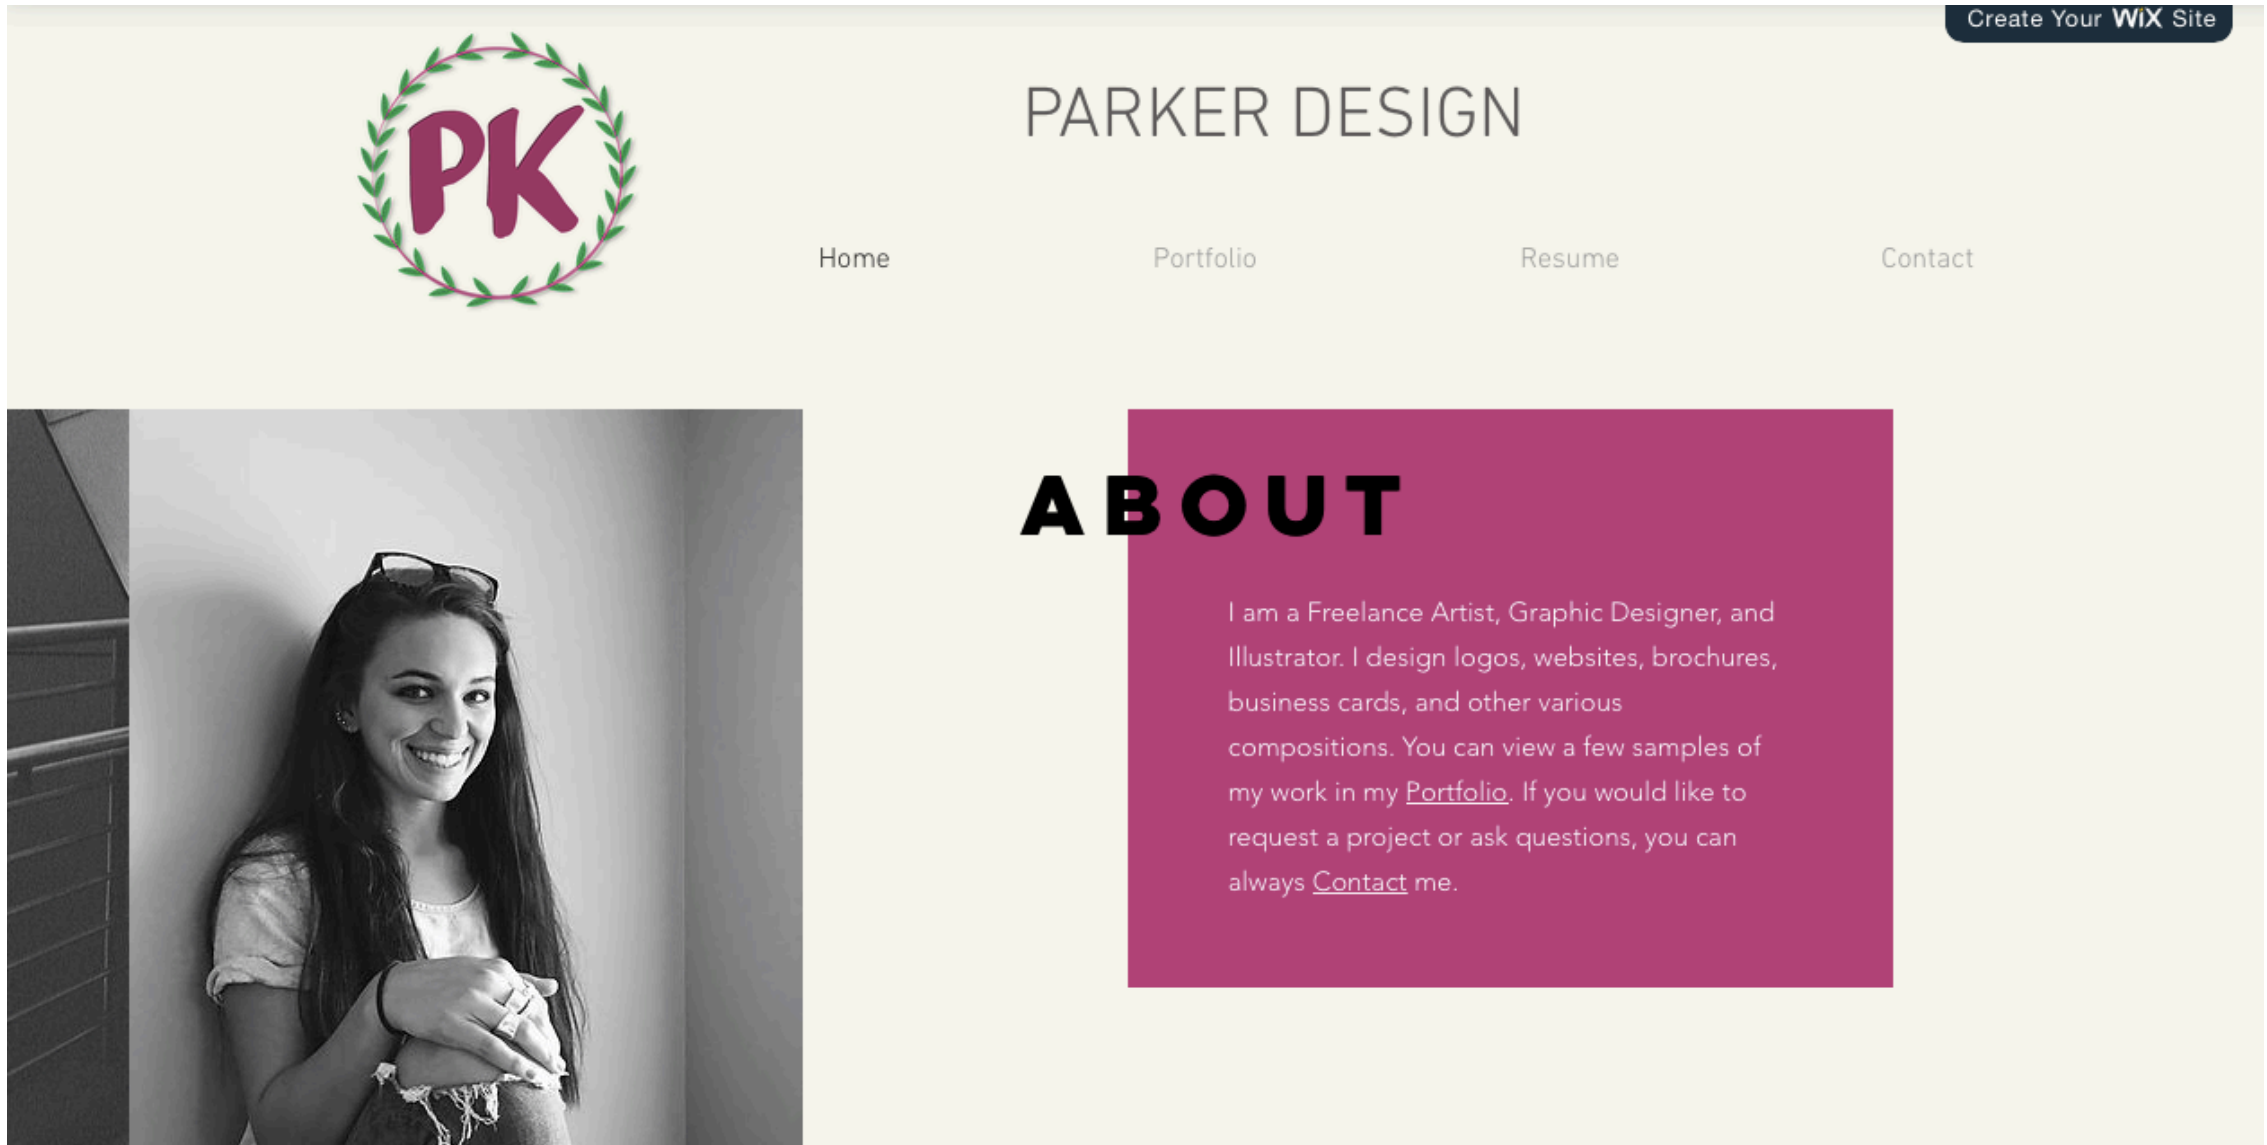 Create Your WiX Site
PK
PARKER DESIGN
Home Portfolio Resume Contact
ABOUT
I am a Freelance Artist, Graphic Designer, and
Illustrator. I design logos, websites, brochures,
business cards, and other various
compositions. You can view a few samples of
my work in my Portfolio. If you would like to
request a project or ask questions, you can
always Contact me.